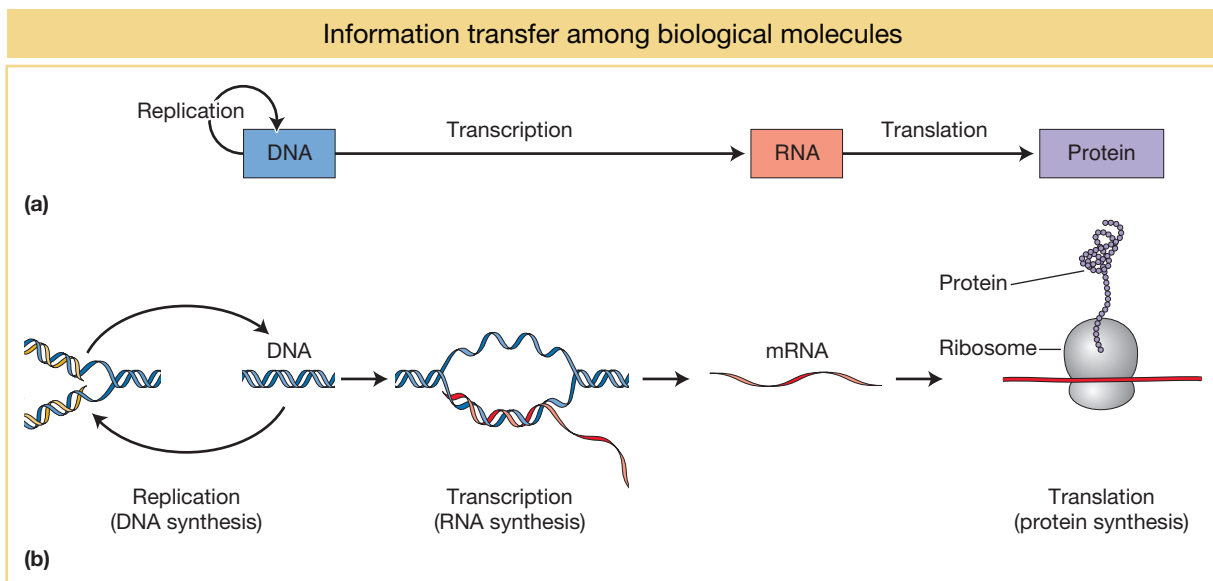 Information transfer among biological molecules
Replication
Transcription
Translation
DNA
RNA
Protein
(a)
Protein
DNA
mRNA
Ribosome
Replication
(DNA synthesis)
Transcription
(RNA synthesis)
Translation
(protein synthesis)
(b)